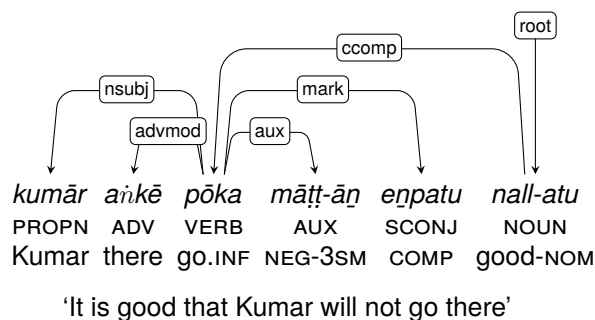 root
ccomp
nsubj mark
advmod aux
kumār aṅkē pōka māṭṭ-āṉ eṉpatu nall-atu
PROPN ADV VERB AUX SCONJ NOUN
Kumar there go.INF NEG-3SM COMP good-NOM
‘It is good that Kumar will not go there’